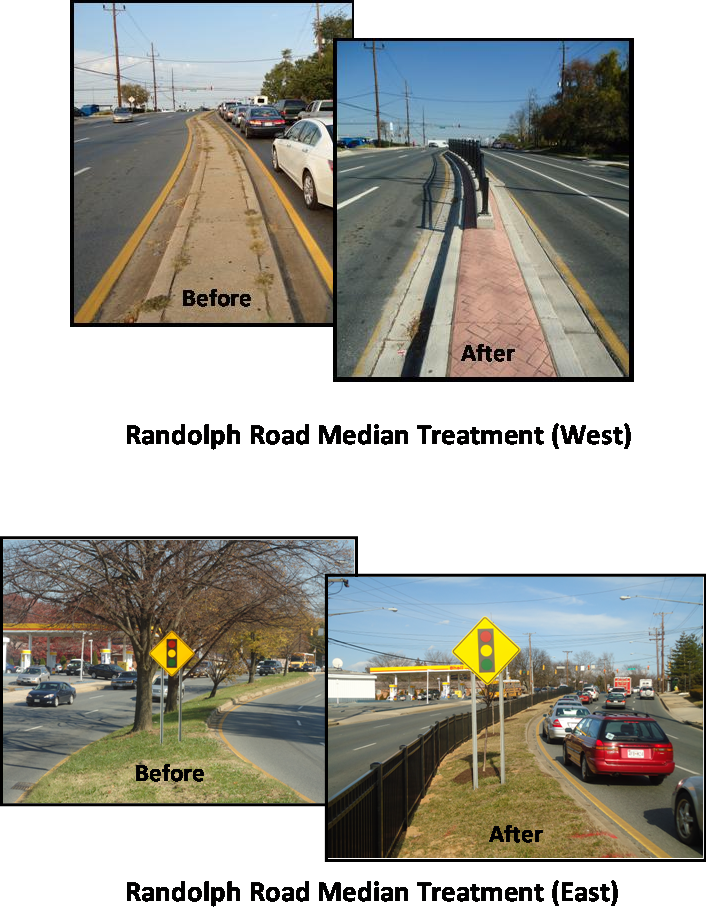 Before
After
Randolph Road Median Treatment (West)
Before
After
Randolph Road Median Treatment (East)